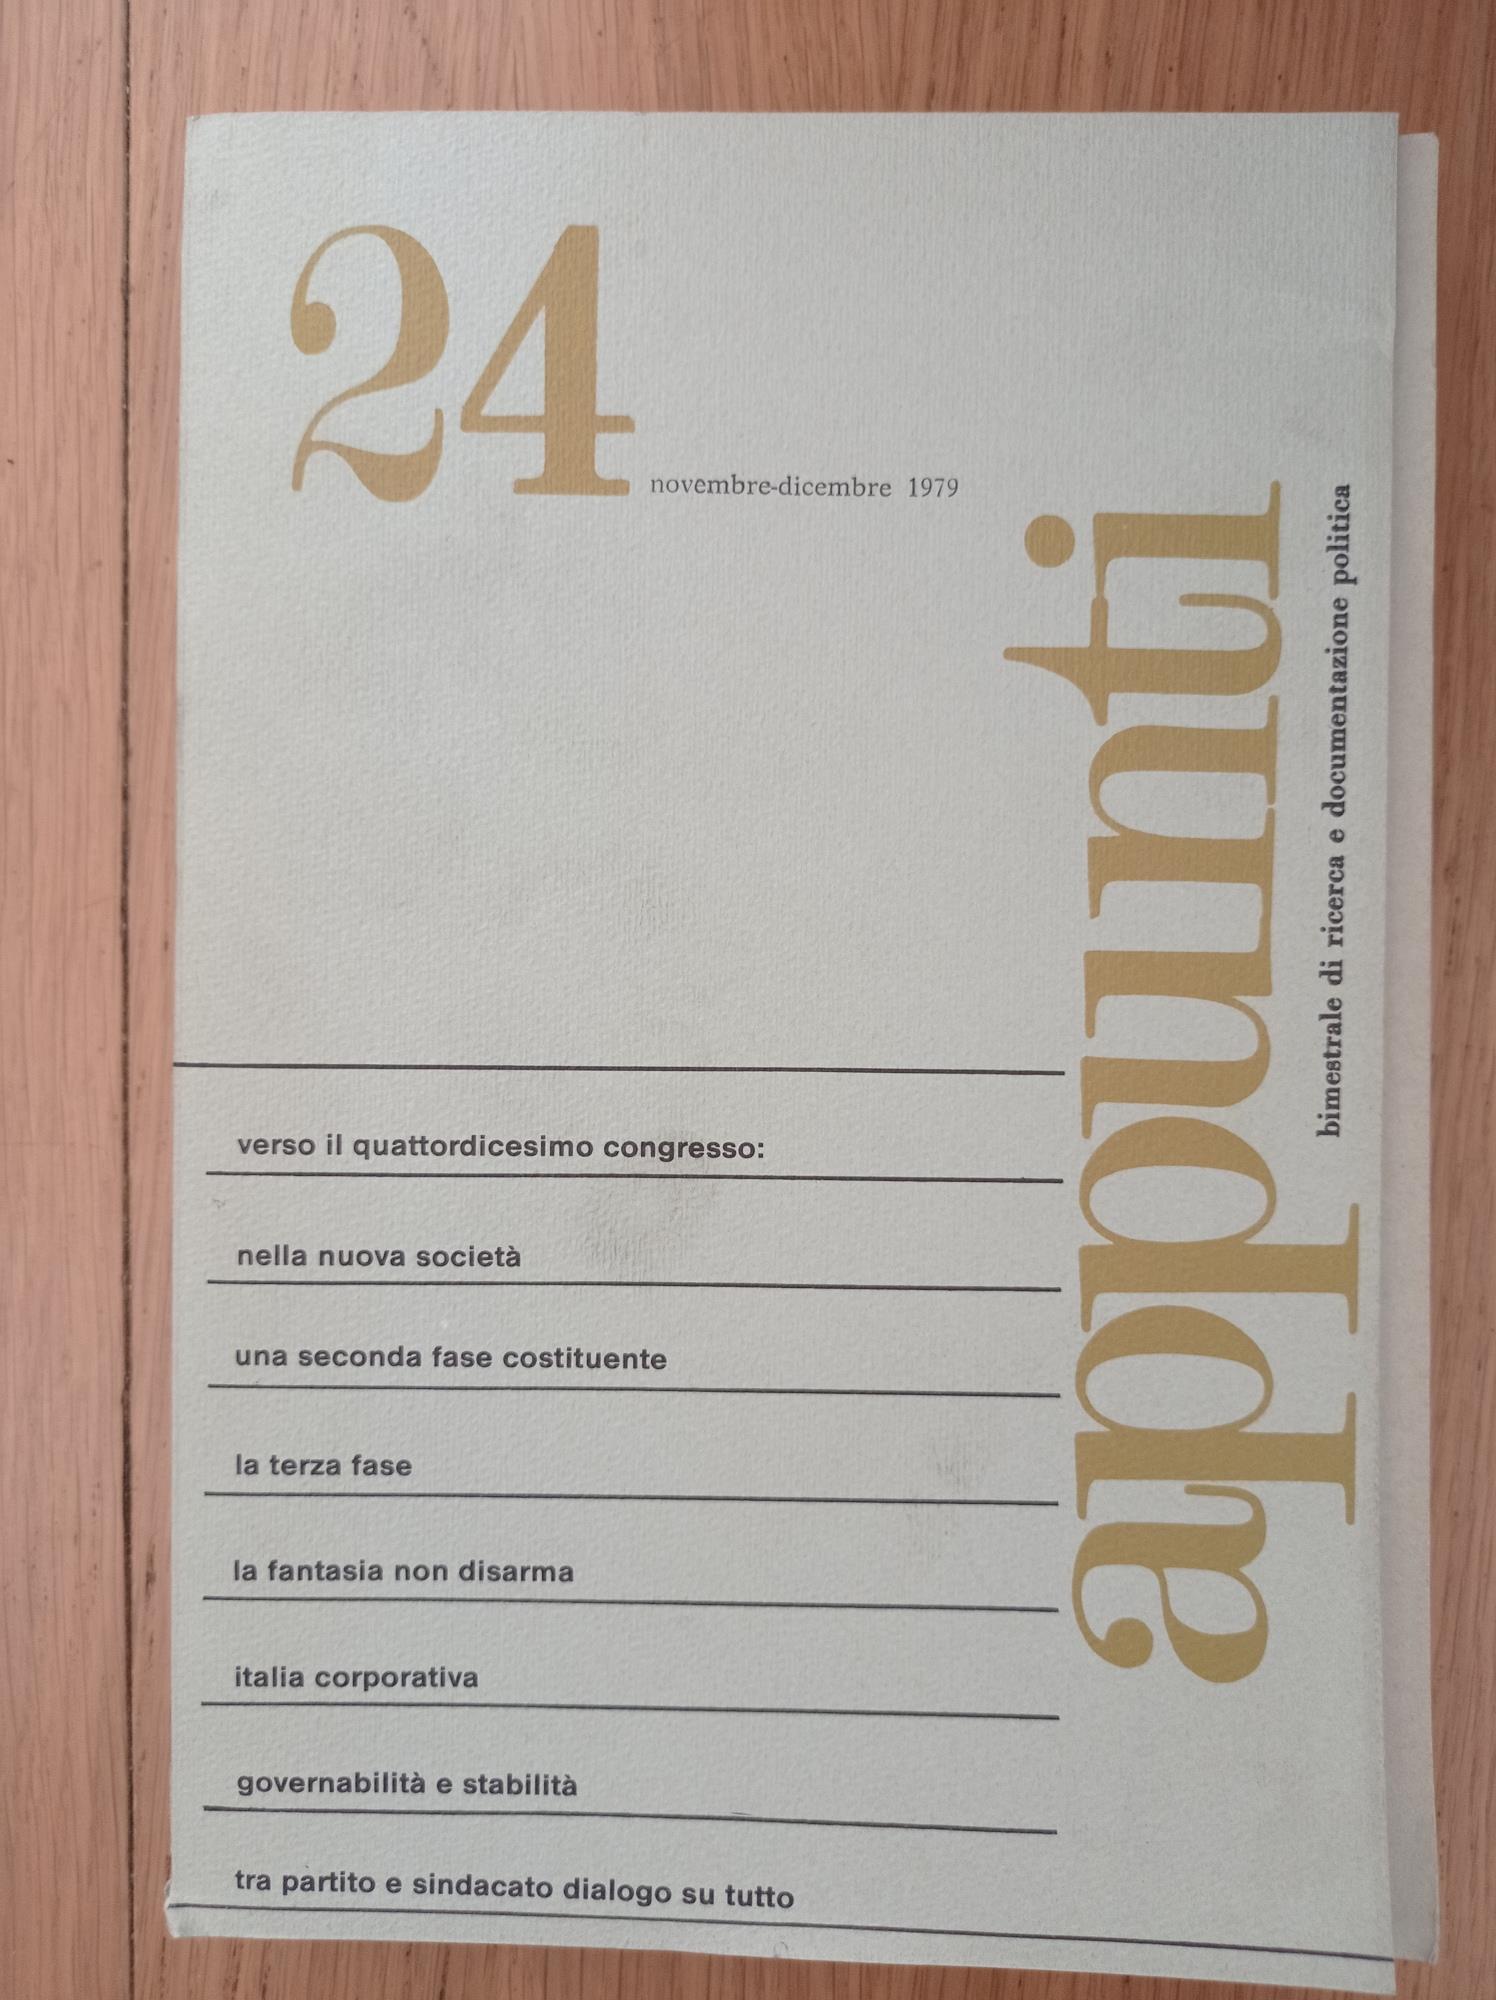 24
novembre-dicembre 1979
appunti
bimestrale di ricerca e documentazione politica
verso il quattordicesimo congresso:
nella nuova società
una seconda fase costituente
la terza fase
la fantasia non disarma
italia corporativa
governabilità e stabilità
tra partito e sindacato dialogo su tutto